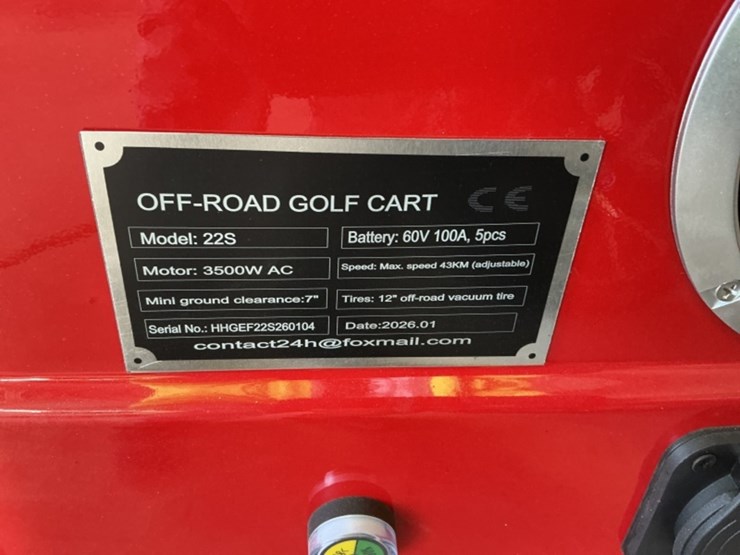 OFF-ROAD GOLF CART CE
Model: 22S
Battery: 60V 100A, 5pcs
Motor: 3500W AC
Speed: Max. speed 43KM (adjustable)
Mini ground clearance:7"
Tires: 12" off-road vacuum tire
Serial No.: HHGEF22S260104
Date:2026.01
contact24h@foxmail.com